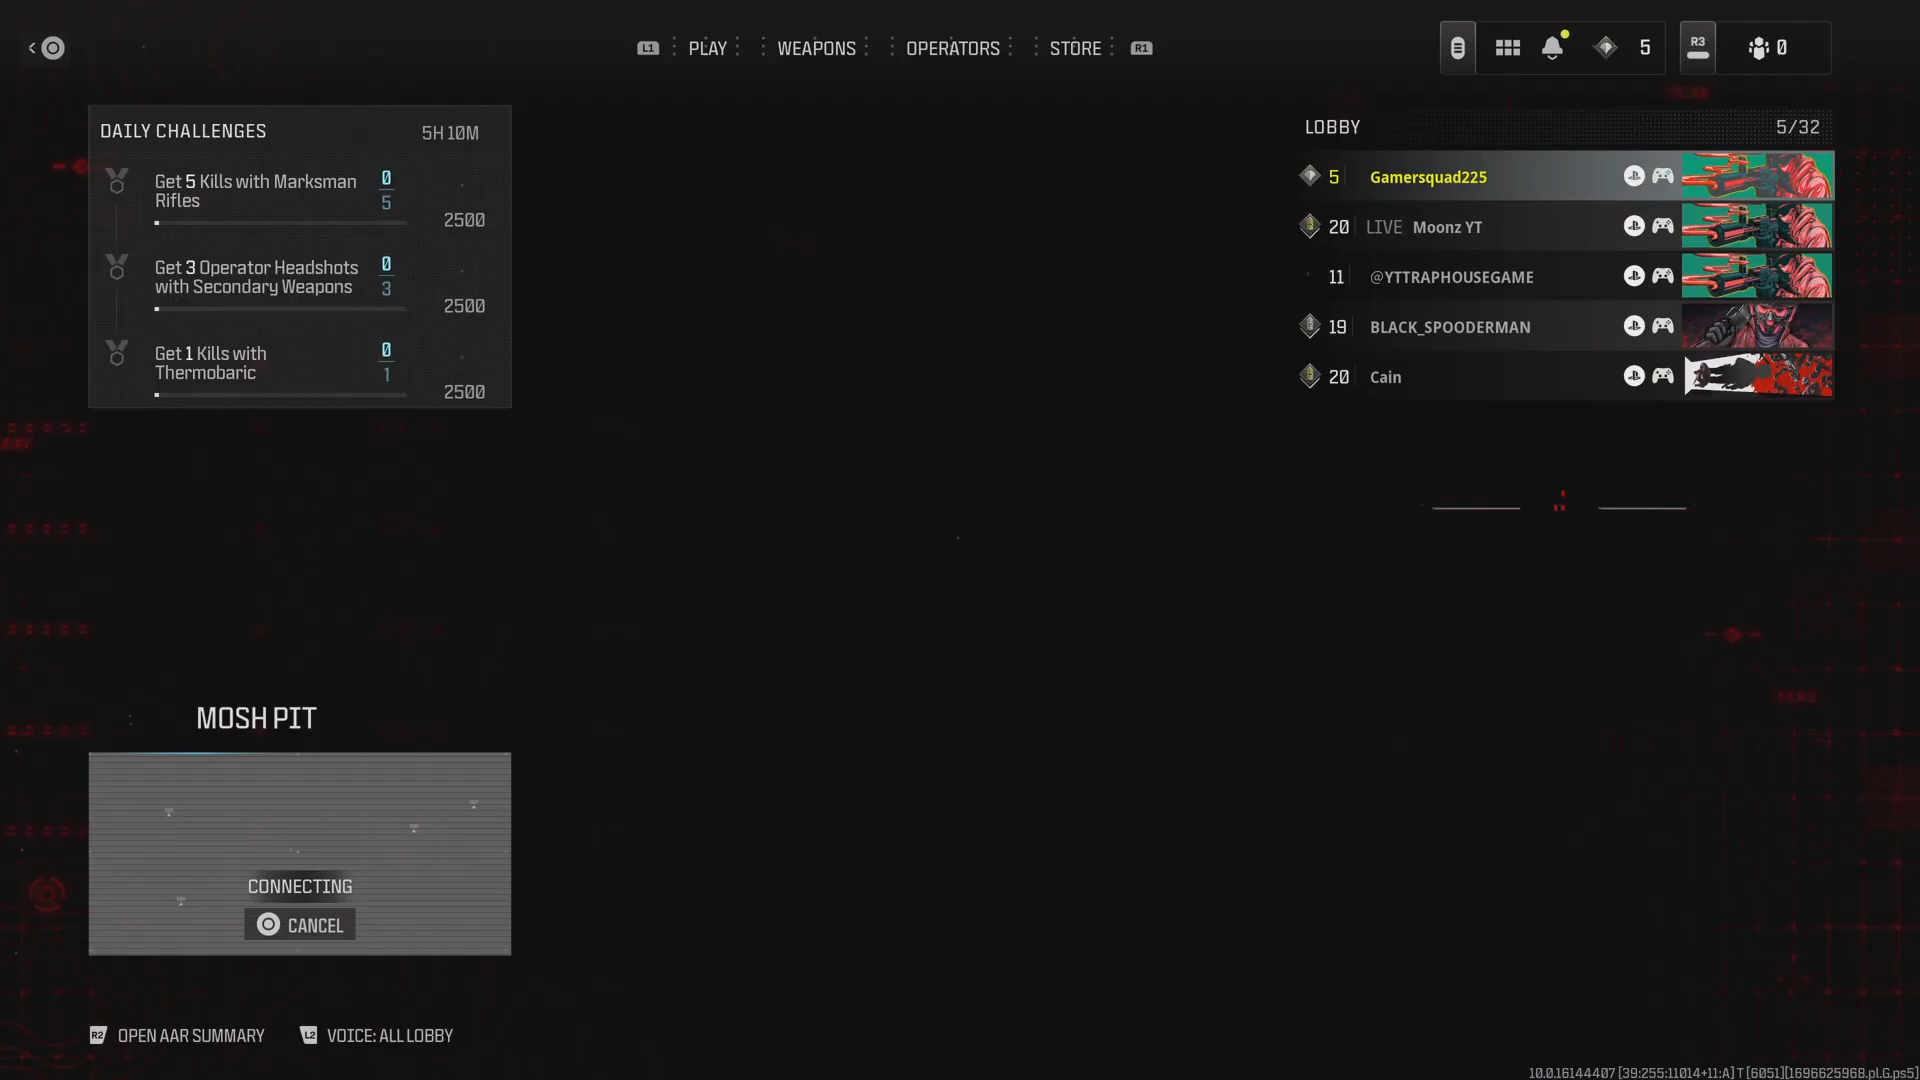 L1 PLAY WEAPONS OPERATORS STORE R1
5 R3 0
DAILY CHALLENGES 5H 10M
Get 5 Kills with Marksman
Rifles
0
5
2500
Get 3 Operator Headshots
with Secondary Weapons
0
3
2500
Get 1 Kills with
Thermobaric
0
1
2500
LOBBY 5/32
5 Gamersquad225
20 LIVE Moonz YT
11 @YTTRAPHOUSEGAME
19 BLACK_SPOODERMAN
20 Cain
MOSH PIT
CONNECTING
CANCEL
R2 OPEN AAR SUMMARY L2 VOICE: ALL LOBBY
10.0.16144407 [39:255:11014+11:A] T [6051][1696625968.pl.G.ps5]